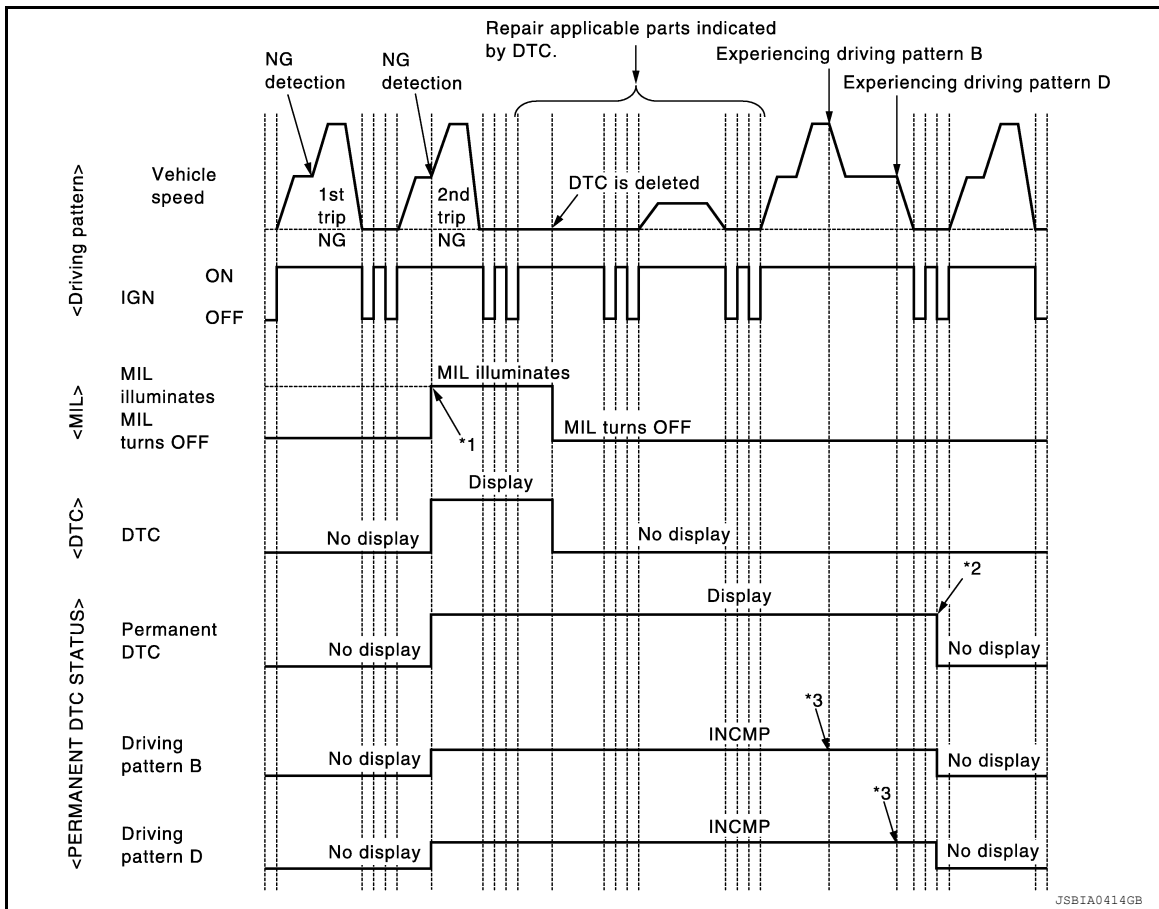 Repair applicable parts indicated
by DTC.
NG
detection
NG
detection
Experiencing driving pattern B
Experiencing driving pattern D
<Driving pattern>
Vehicle
speed
1st
trip
NG
2nd
trip
NG
DTC is deleted
IGN
ON
OFF
<MIL>
MIL
illuminates
MIL
turns OFF
MIL illuminates
*1
MIL turns OFF
<DTC>
DTC
No display
Display
No display
<PERMANENT DTC STATUS>
Permanent
DTC
No display
Display
*2
No display
Driving
pattern B
No display
INCMP
*3
No display
Driving
pattern D
No display
INCMP
*3
No display
JSBIA0414GB